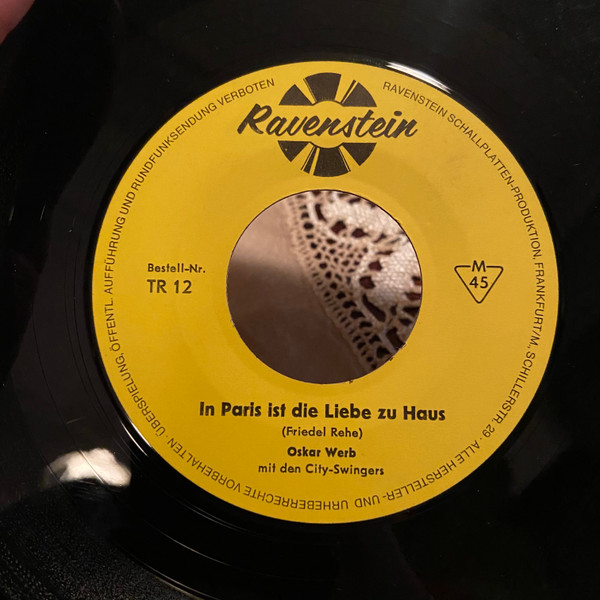 Ravenstein
RAVENSTEIN SCHALLPLATTEN-PRODUKTION, FRANKFURT/M., SCHILLERSTR. 29 · ALLE HERSTELLER- UND URHEBERRECHTE VORBEHALTEN · ÜBERSPIELUNG, ÖFFENTL. AUFFÜHRUNG UND RUNDFUNKSENDUNG VERBOTEN
Bestell-Nr.
TR 12
M
45
In Paris ist die Liebe zu Haus
(Friedel Rehe)
Oskar Werb
mit den City-Swingers